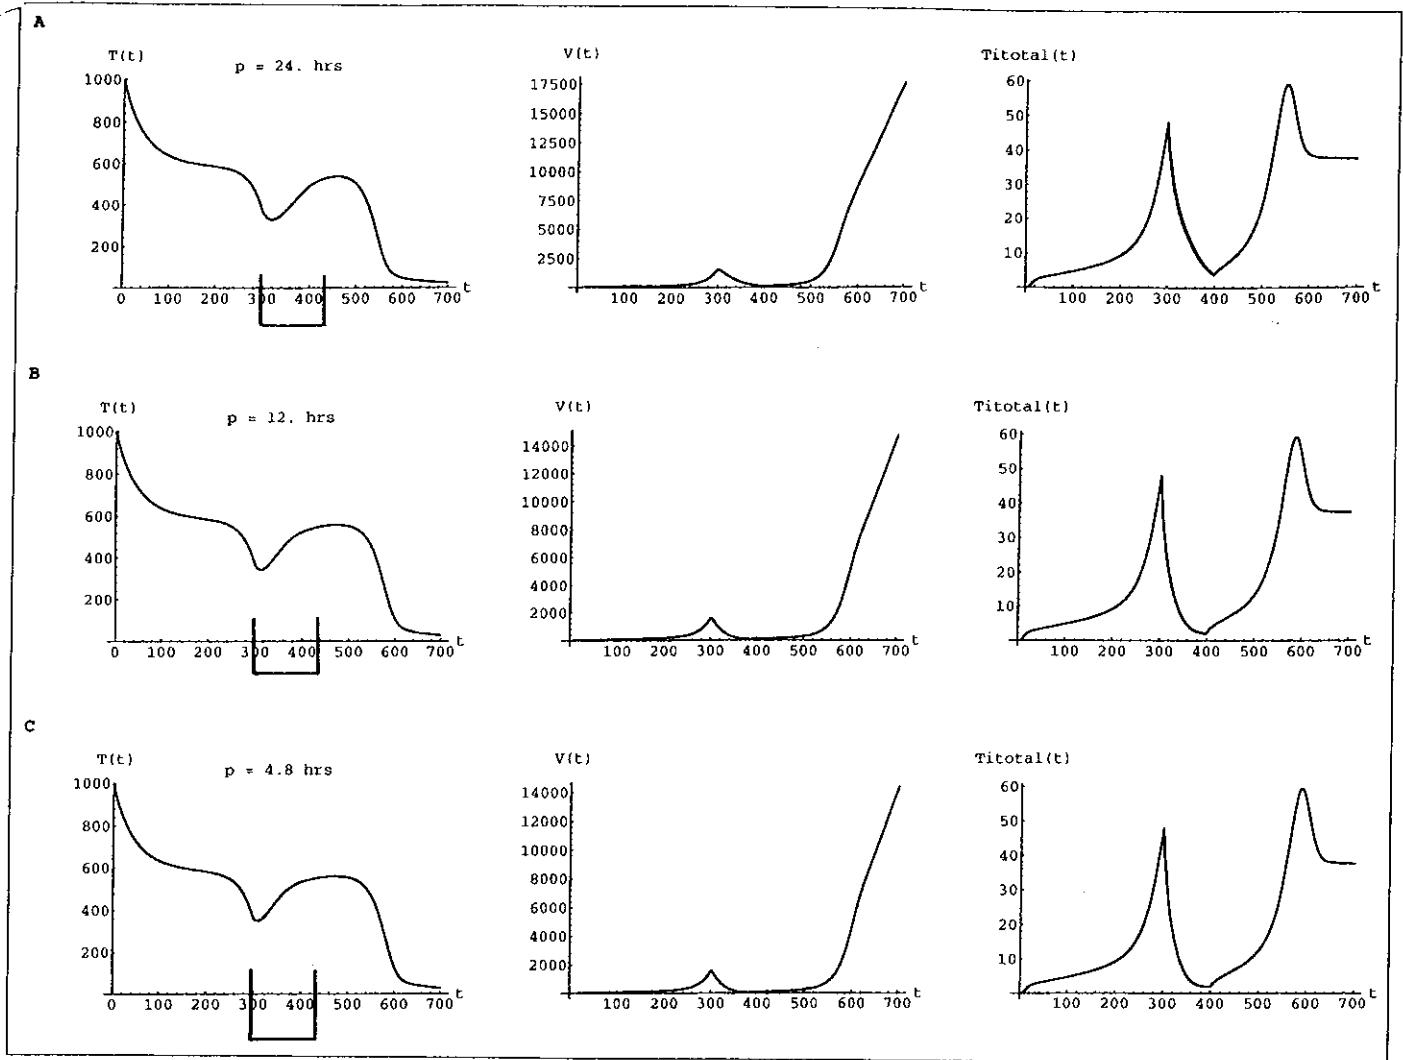 A
T(t)
p = 24. hrs
1000
800
600
400
200
0 100 200 300 400 500 600 700 t
V(t)
17500
15000
12500
10000
7500
5000
2500
100 200 300 400 500 600 700 t
Titotal(t)
60
50
40
30
20
10
100 200 300 400 500 600 700 t
B
T(t)
p = 12. hrs
1000
800
600
400
200
0 100 200 300 400 500 600 700 t
V(t)
14000
12000
10000
8000
6000
4000
2000
100 200 300 400 500 600 700 t
Titotal(t)
60
50
40
30
20
10
100 200 300 400 500 600 700 t
C
T(t)
p = 4.8 hrs
1000
800
600
400
200
0 100 200 300 400 500 600 700 t
V(t)
14000
12000
10000
8000
6000
4000
2000
100 200 300 400 500 600 700 t
Titotal(t)
60
50
40
30
20
10
100 200 300 400 500 600 700 t